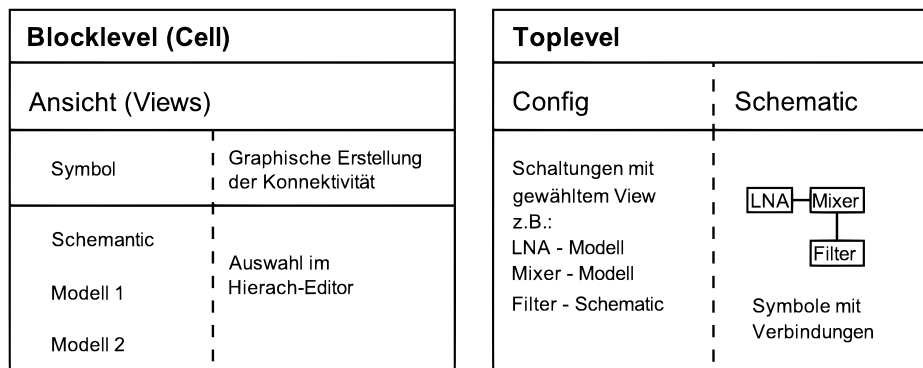 Blocklevel (Cell)
Ansicht (Views)
Symbol
Graphische Erstellung
der Konnektivität
Schemantic
Modell 1
Modell 2
Auswahl im
Hierach-Editor
Toplevel
Config
Schematic
Schaltungen mit
gewähltem View
z.B.:
LNA - Modell
Mixer - Modell
Filter - Schematic
LNA
Mixer
Filter
Symbole mit
Verbindungen